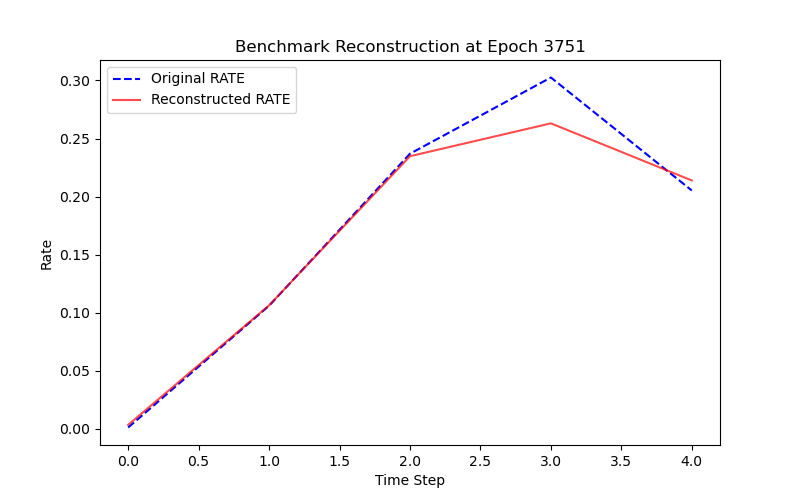 Benchmark Reconstruction at Epoch 3751
Original RATE
Reconstructed RATE
0.30
0.25
0.20
0.15
0.10
0.05
0.00
Rate
0.0 0.5 1.0 1.5 2.0 2.5 3.0 3.5 4.0
Time Step